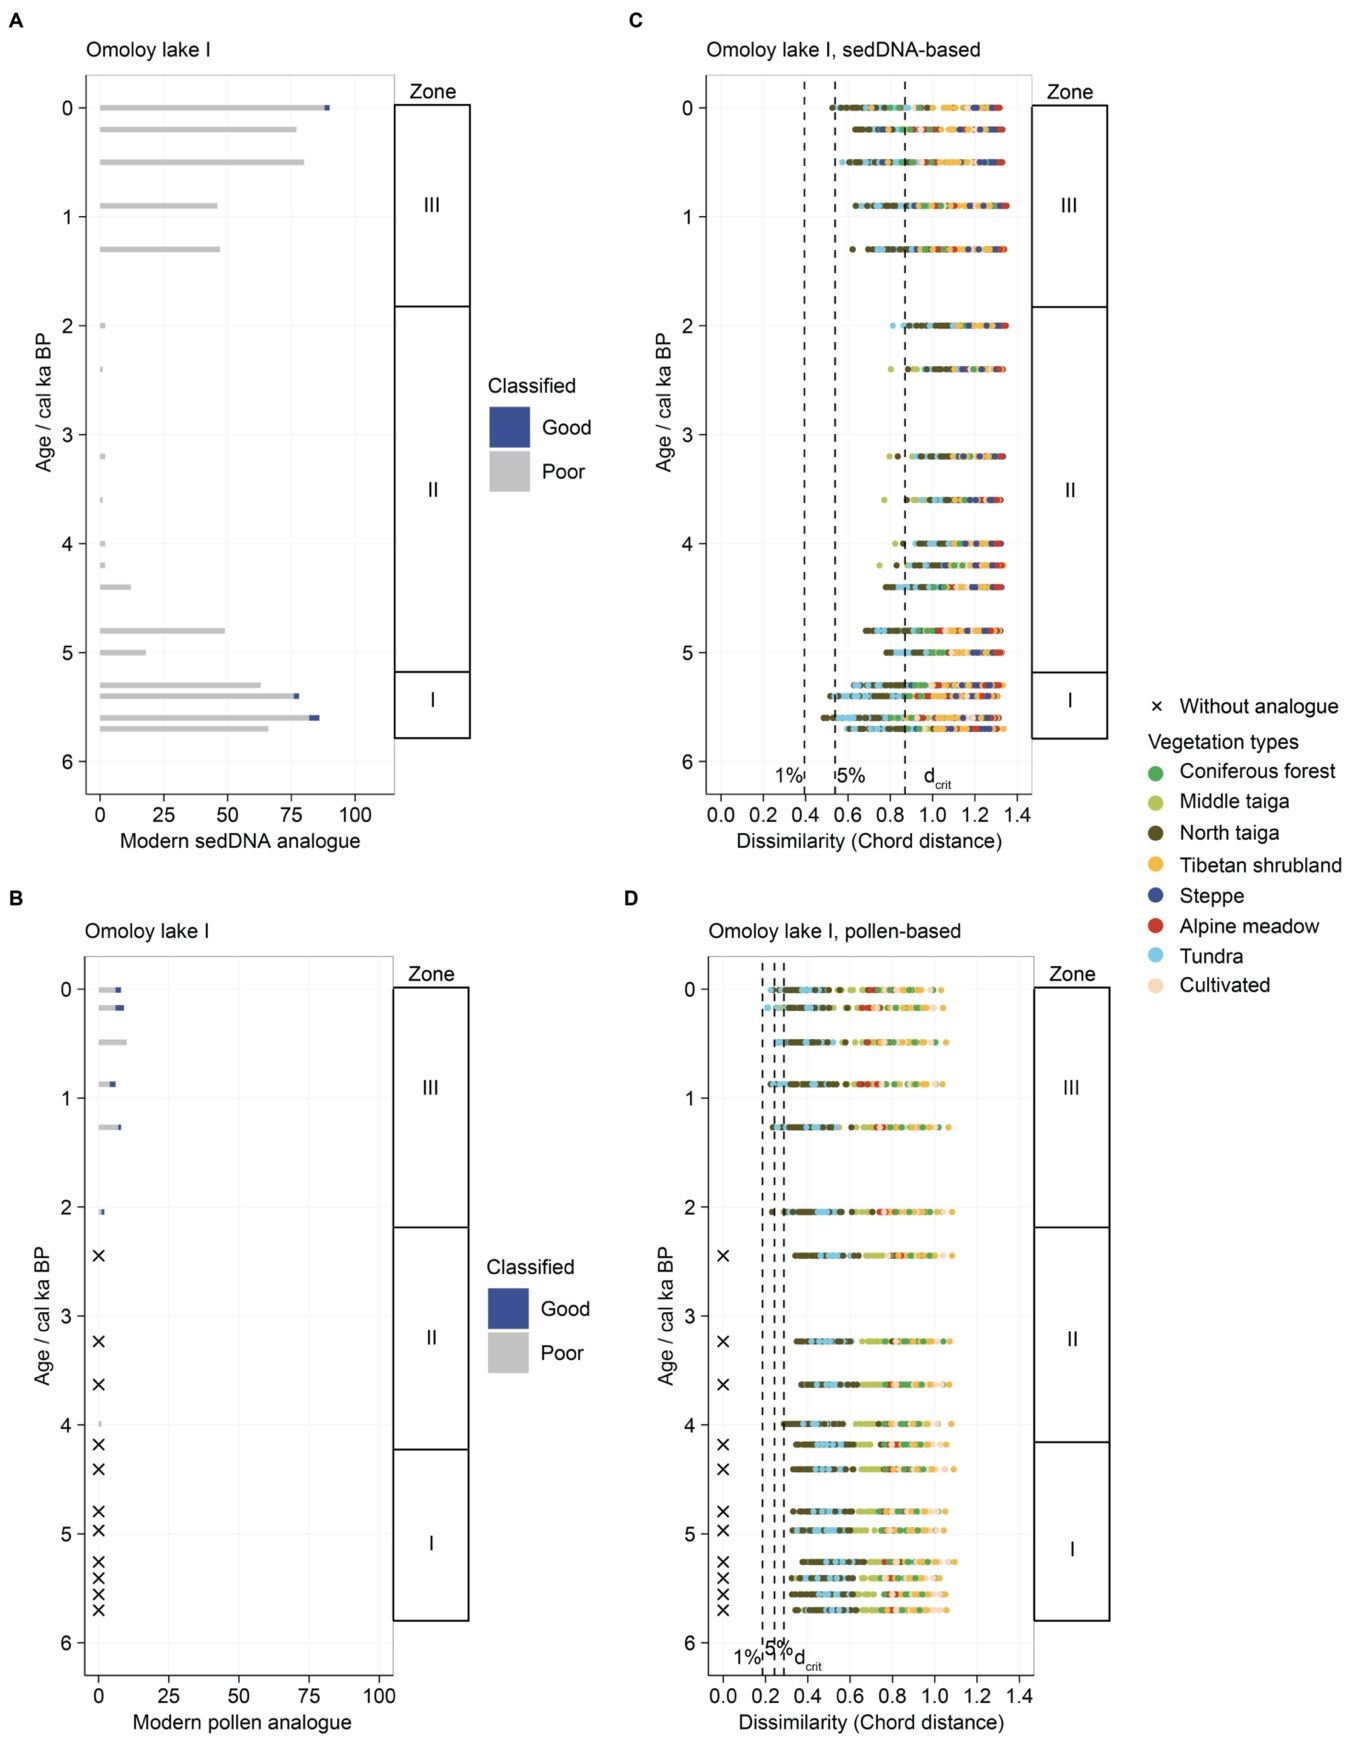 A
Omoloy lake I
Zone
0
1
2
3
4
5
6
III
II
I
Age / cal ka BP
0 25 50 75 100
Modern sedDNA analogue
Classified
Good
Poor
C
Omoloy lake I, sedDNA-based
Zone
0
1
2
3
4
5
6
III
II
I
Age / cal ka BP
1% 5% dcrit
0.0 0.2 0.4 0.6 0.8 1.0 1.2 1.4
Dissimilarity (Chord distance)
× Without analogue
Vegetation types
Coniferous forest
Middle taiga
North taiga
Tibetan shrubland
Steppe
Alpine meadow
Tundra
Cultivated
B
Omoloy lake I
Zone
0
1
2
3
4
5
6
III
II
I
Age / cal ka BP
0 25 50 75 100
Modern pollen analogue
Classified
Good
Poor
D
Omoloy lake I, pollen-based
Zone
0
1
2
3
4
5
6
III
II
I
Age / cal ka BP
1% 5% dcrit
0.0 0.2 0.4 0.6 0.8 1.0 1.2 1.4
Dissimilarity (Chord distance)